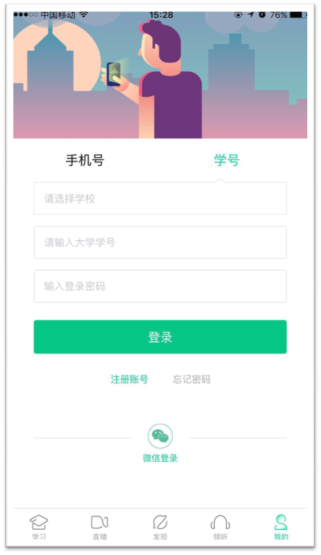 中国移动 15:28 76%
手机号 学号
请选择学校
请输入大学学号
输入登录密码
登录
注册账号 忘记密码
微信登录
学习 直播 发现 倾听 我的